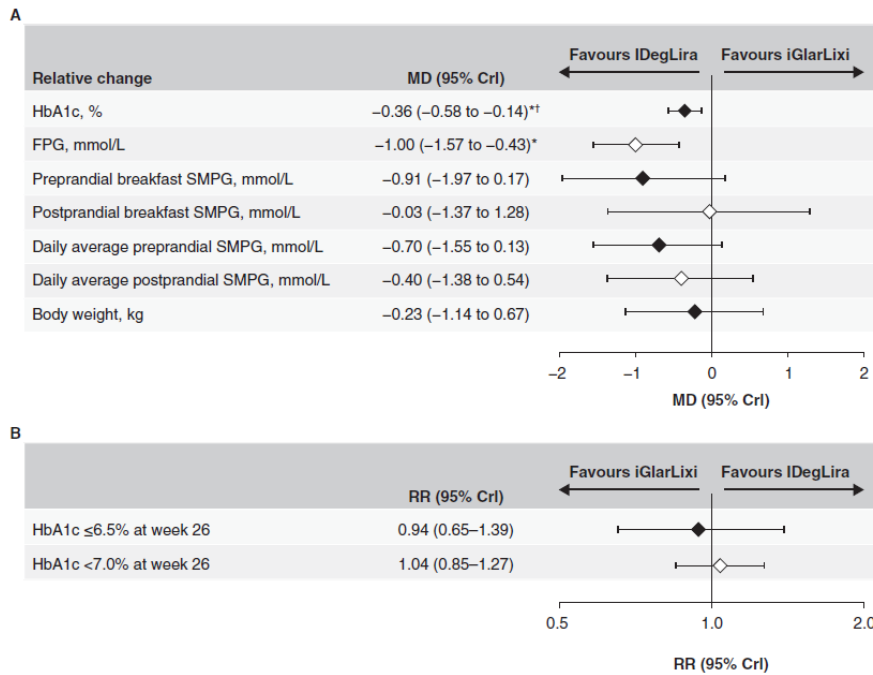 A
Favours IDegLira Favours iGlarLixi
Relative change MD (95% Crl)
HbA1c, % −0.36 (−0.58 to −0.14)*†
FPG, mmol/L −1.00 (−1.57 to −0.43)*
Preprandial breakfast SMPG, mmol/L −0.91 (−1.97 to 0.17)
Postprandial breakfast SMPG, mmol/L −0.03 (−1.37 to 1.28)
Daily average preprandial SMPG, mmol/L −0.70 (−1.55 to 0.13)
Daily average postprandial SMPG, mmol/L −0.40 (−1.38 to 0.54)
Body weight, kg −0.23 (−1.14 to 0.67)
−2 −1 0 1 2
MD (95% Crl)
B
Favours iGlarLixi Favours IDegLira
RR (95% Crl)
HbA1c ≤6.5% at week 26 0.94 (0.65–1.39)
HbA1c <7.0% at week 26 1.04 (0.85–1.27)
0.5 1.0 2.0
RR (95% Crl)